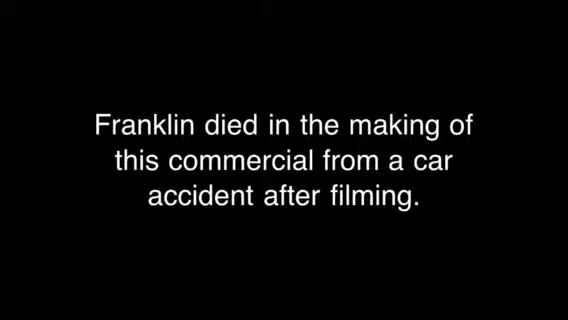 Franklin died in the making of
this commercial from a car
accident after filming.